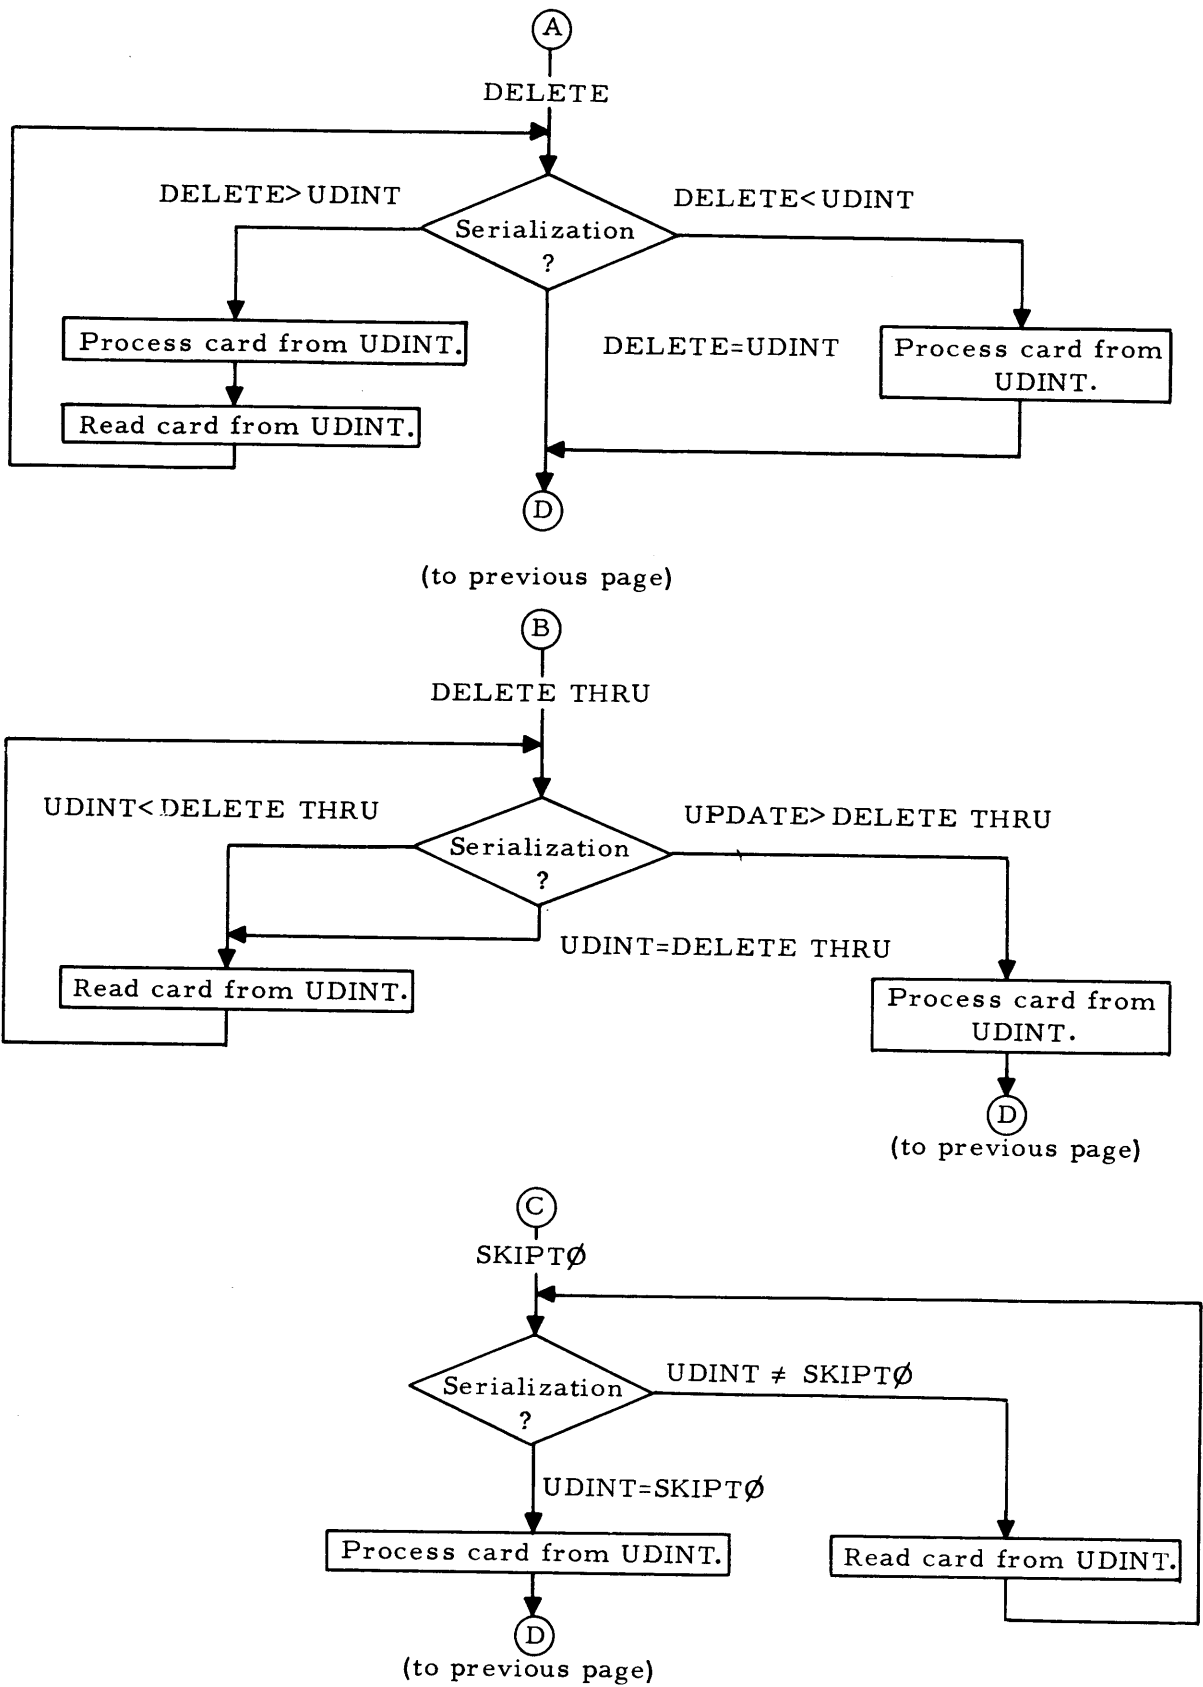 A
DELETE
DELETE>UDINT
DELETE<UDINT
Serialization
?
Process card from UDINT.
DELETE=UDINT
Process card from
UDINT.
Read card from UDINT.
D
(to previous page)
B
DELETE THRU
UDINT<DELETE THRU
UPDATE>DELETE THRU
Serialization
?
UDINT=DELETE THRU
Read card from UDINT.
Process card from
UDINT.
D
(to previous page)
C
SKIPTØ
UDINT ≠ SKIPTØ
Serialization
?
UDINT=SKIPTØ
Process card from UDINT.
Read card from UDINT.
D
(to previous page)